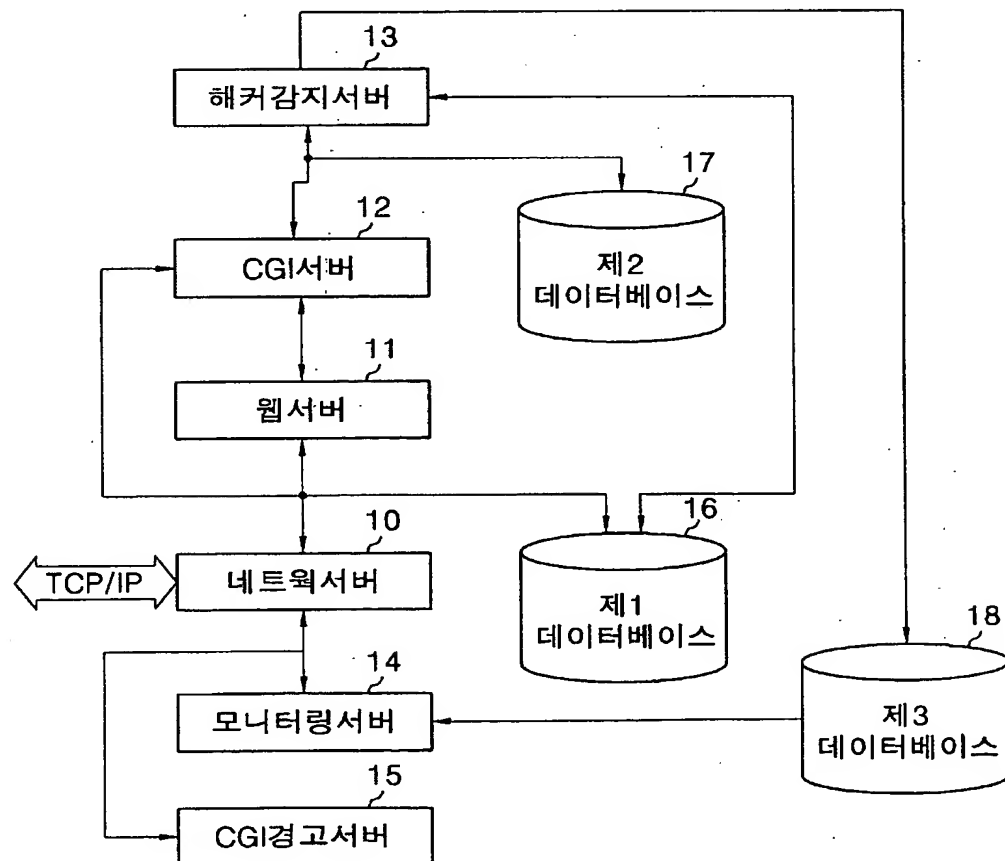 13
해커감지서버
17
제2
데이터베이스
12
CGI서버
11
웹서버
16
제1
데이터베이스
10
네트웍서버
TCP/IP
18
제3
데이터베이스
14
모니터링서버
15
CGI경고서버